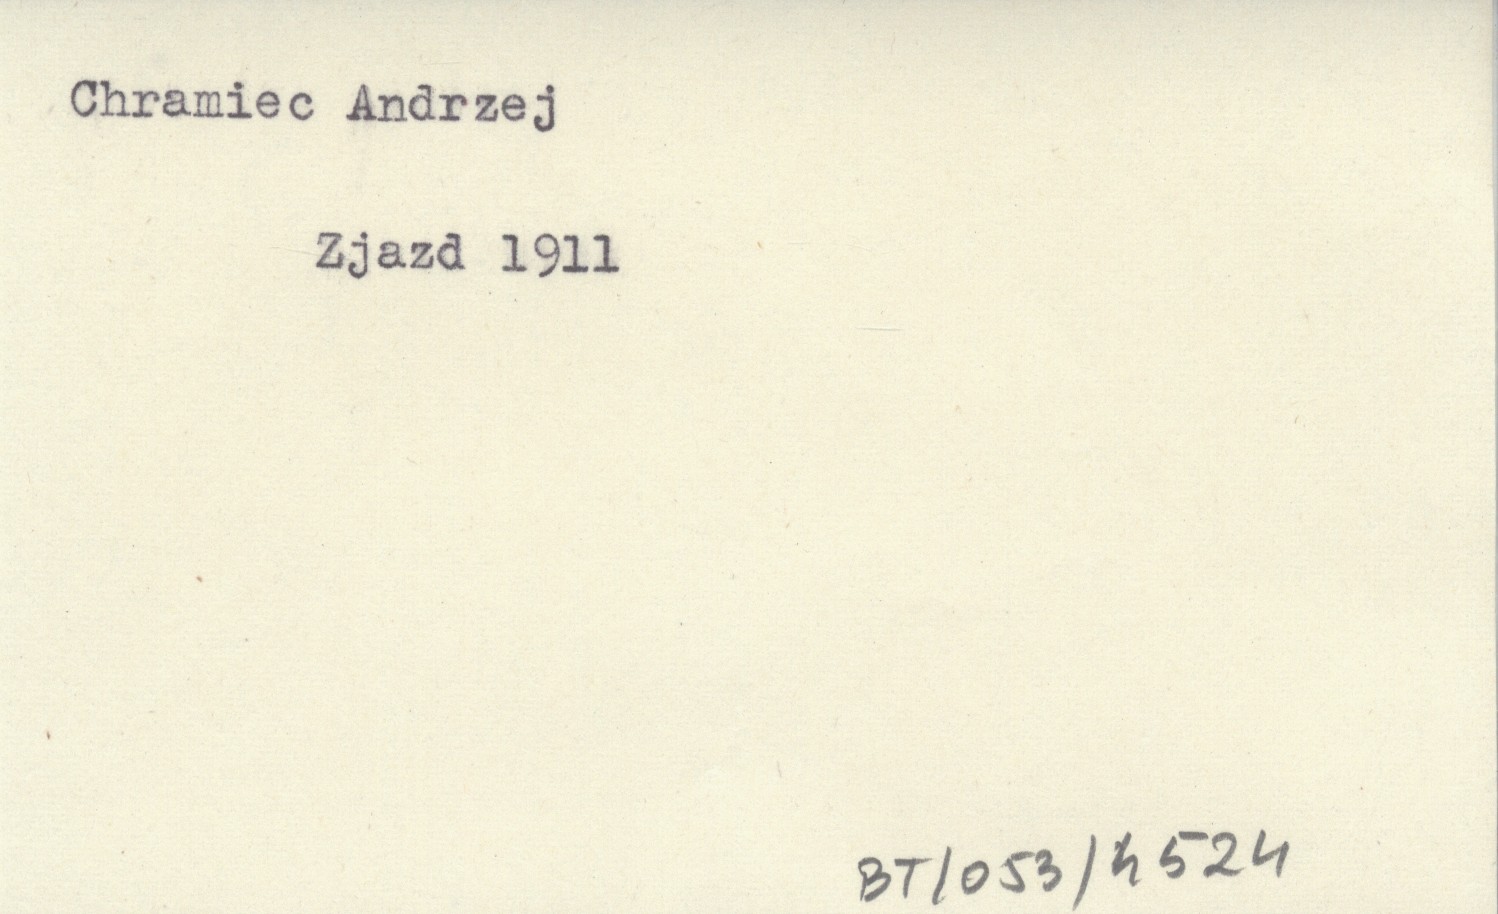 Chramiec Andrzej
Zjazd 1911
BT/053/4524